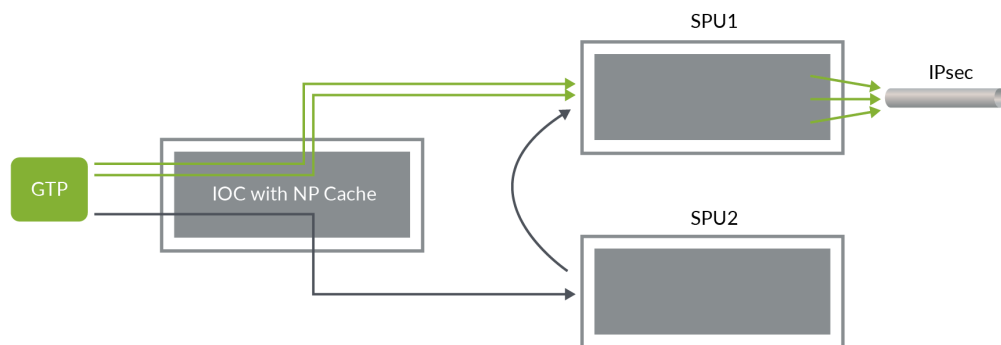 SPU1
IPsec
GTP
IOC with NP Cache
SPU2